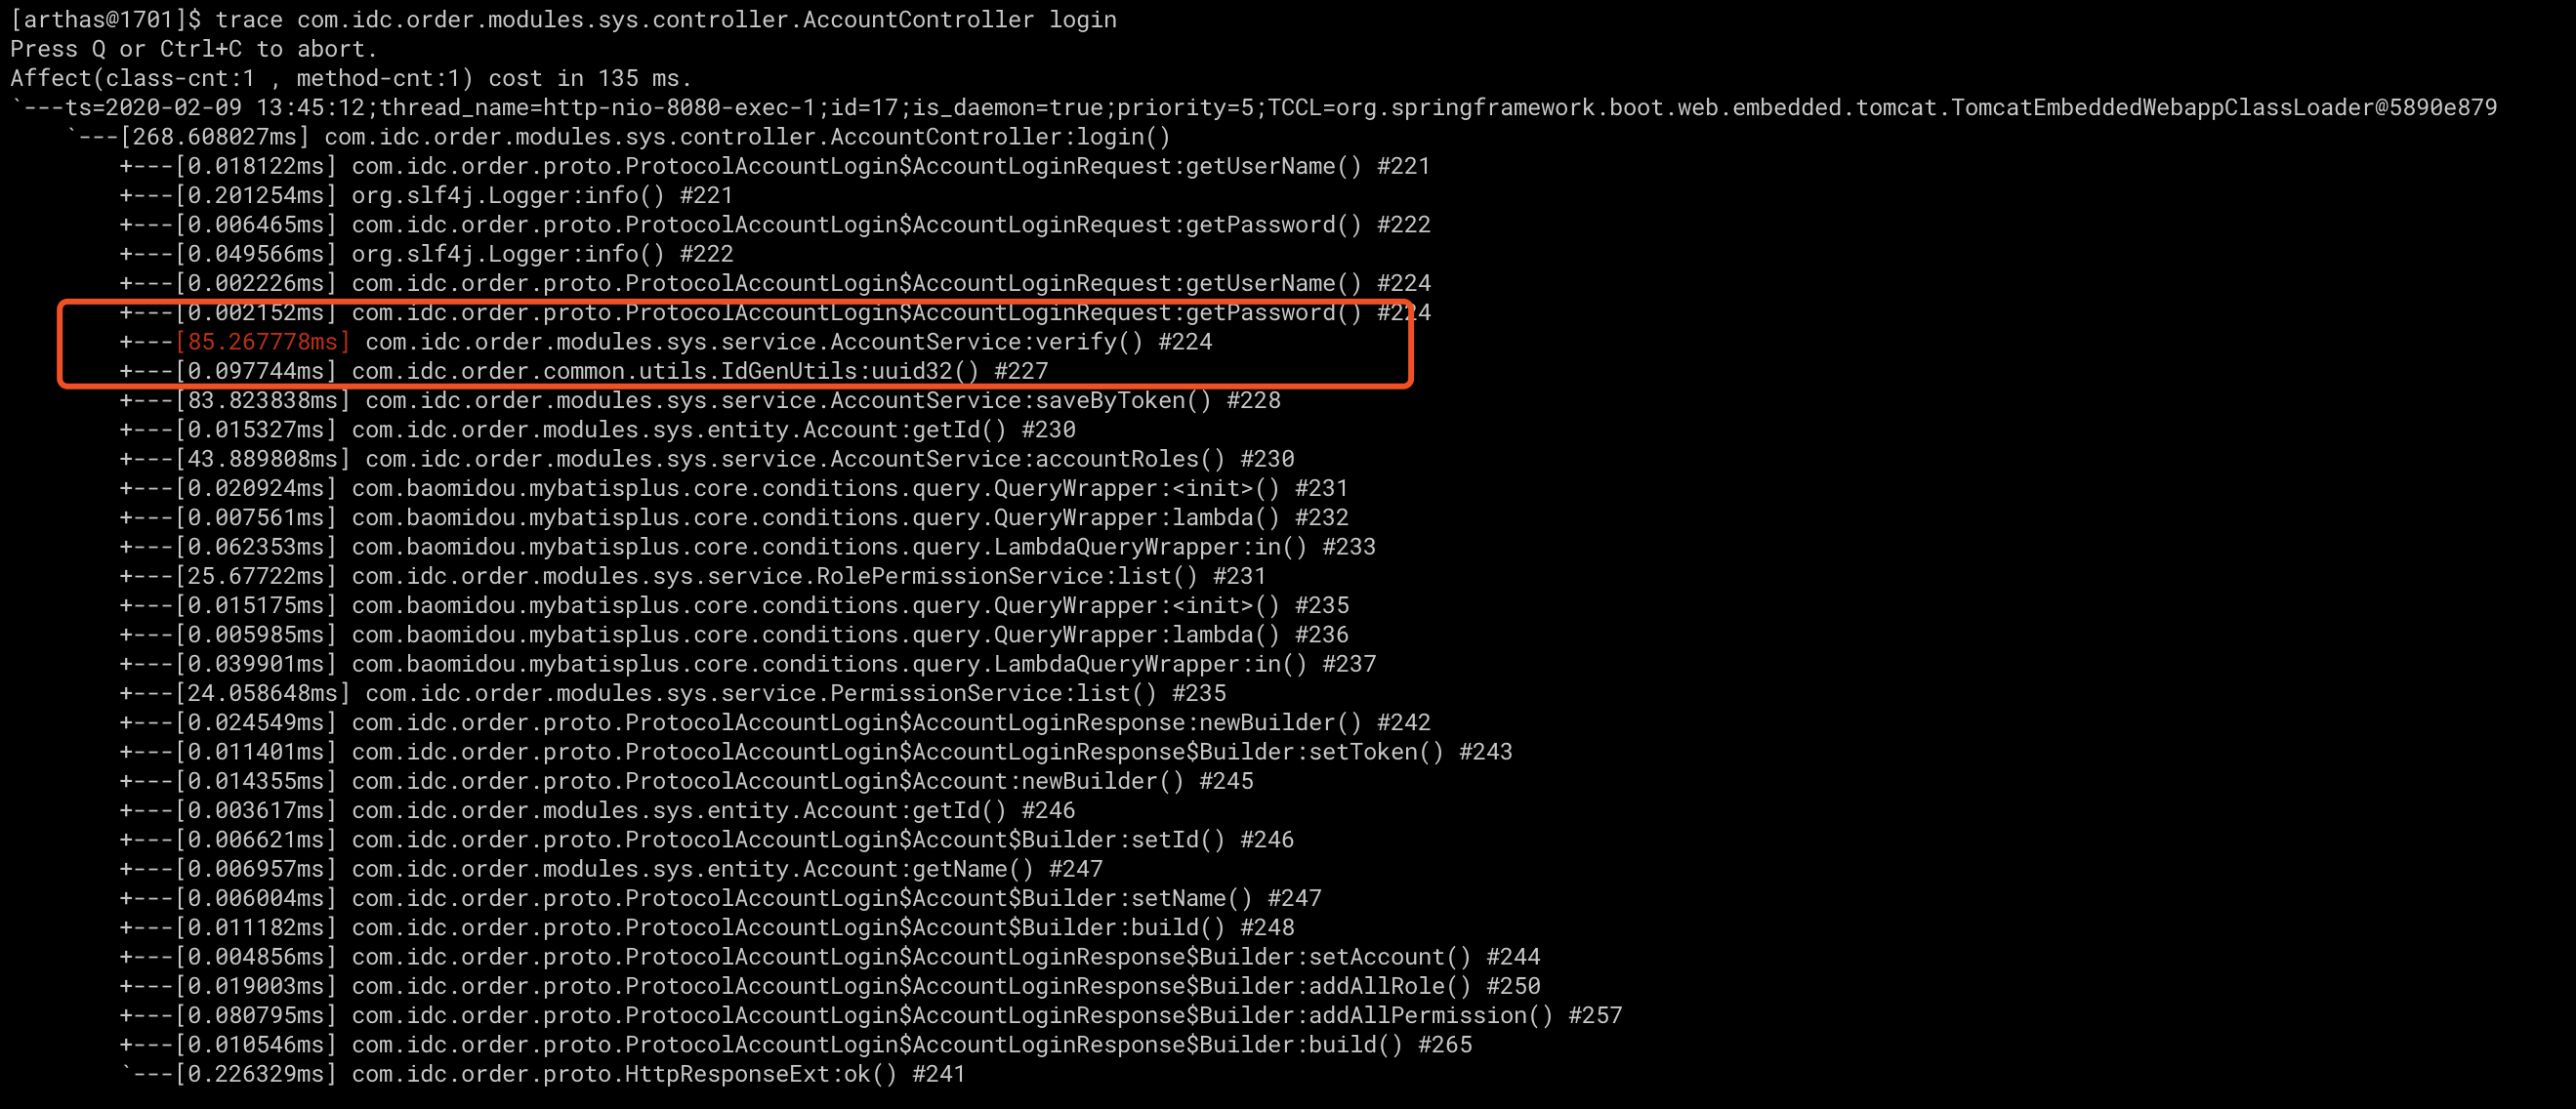 [arthas@1701]$ trace com.idc.order.modules.sys.controller.AccountController login
Press Q or Ctrl+C to abort.
Affect(class-cnt:1 , method-cnt:1) cost in 135 ms.
`---ts=2020-02-09 13:45:12;thread_name=http-nio-8080-exec-1;id=17;is_daemon=true;priority=5;TCCL=org.springframework.boot.web.embedded.tomcat.TomcatEmbeddedWebappClassLoader@5890e879
    `---[268.608027ms] com.idc.order.modules.sys.controller.AccountController:login()
        +---[0.018122ms] com.idc.order.proto.ProtocolAccountLogin$AccountLoginRequest:getUserName() #221
        +---[0.201254ms] org.slf4j.Logger:info() #221
        +---[0.006465ms] com.idc.order.proto.ProtocolAccountLogin$AccountLoginRequest:getPassword() #222
        +---[0.049566ms] org.slf4j.Logger:info() #222
        +---[0.002226ms] com.idc.order.proto.ProtocolAccountLogin$AccountLoginRequest:getUserName() #224
        +---[0.002152ms] com.idc.order.proto.ProtocolAccountLogin$AccountLoginRequest:getPassword() #224
        +---[85.267778ms] com.idc.order.modules.sys.service.AccountService:verify() #224
        +---[0.097744ms] com.idc.order.common.utils.IdGenUtils:uuid32() #227
        +---[83.823838ms] com.idc.order.modules.sys.service.AccountService:saveByToken() #228
        +---[0.015327ms] com.idc.order.modules.sys.entity.Account:getId() #230
        +---[43.889808ms] com.idc.order.modules.sys.service.AccountService:accountRoles() #230
        +---[0.020924ms] com.baomidou.mybatisplus.core.conditions.query.QueryWrapper:<init>() #231
        +---[0.007561ms] com.baomidou.mybatisplus.core.conditions.query.QueryWrapper:lambda() #232
        +---[0.062353ms] com.baomidou.mybatisplus.core.conditions.query.LambdaQueryWrapper:in() #233
        +---[25.67722ms] com.idc.order.modules.sys.service.RolePermissionService:list() #231
        +---[0.015175ms] com.baomidou.mybatisplus.core.conditions.query.QueryWrapper:<init>() #235
        +---[0.005985ms] com.baomidou.mybatisplus.core.conditions.query.QueryWrapper:lambda() #236
        +---[0.039901ms] com.baomidou.mybatisplus.core.conditions.query.LambdaQueryWrapper:in() #237
        +---[24.058648ms] com.idc.order.modules.sys.service.PermissionService:list() #235
        +---[0.024549ms] com.idc.order.proto.ProtocolAccountLogin$AccountLoginResponse:newBuilder() #242
        +---[0.011401ms] com.idc.order.proto.ProtocolAccountLogin$AccountLoginResponse$Builder:setToken() #243
        +---[0.014355ms] com.idc.order.proto.ProtocolAccountLogin$Account:newBuilder() #245
        +---[0.003617ms] com.idc.order.modules.sys.entity.Account:getId() #246
        +---[0.006621ms] com.idc.order.proto.ProtocolAccountLogin$Account$Builder:setId() #246
        +---[0.006957ms] com.idc.order.modules.sys.entity.Account:getName() #247
        +---[0.006004ms] com.idc.order.proto.ProtocolAccountLogin$Account$Builder:setName() #247
        +---[0.011182ms] com.idc.order.proto.ProtocolAccountLogin$Account$Builder:build() #248
        +---[0.004856ms] com.idc.order.proto.ProtocolAccountLogin$AccountLoginResponse$Builder:setAccount() #244
        +---[0.019003ms] com.idc.order.proto.ProtocolAccountLogin$AccountLoginResponse$Builder:addAllRole() #250
        +---[0.080795ms] com.idc.order.proto.ProtocolAccountLogin$AccountLoginResponse$Builder:addAllPermission() #257
        +---[0.010546ms] com.idc.order.proto.ProtocolAccountLogin$AccountLoginResponse$Builder:build() #265
        `---[0.226329ms] com.idc.order.proto.HttpResponseExt:ok() #241